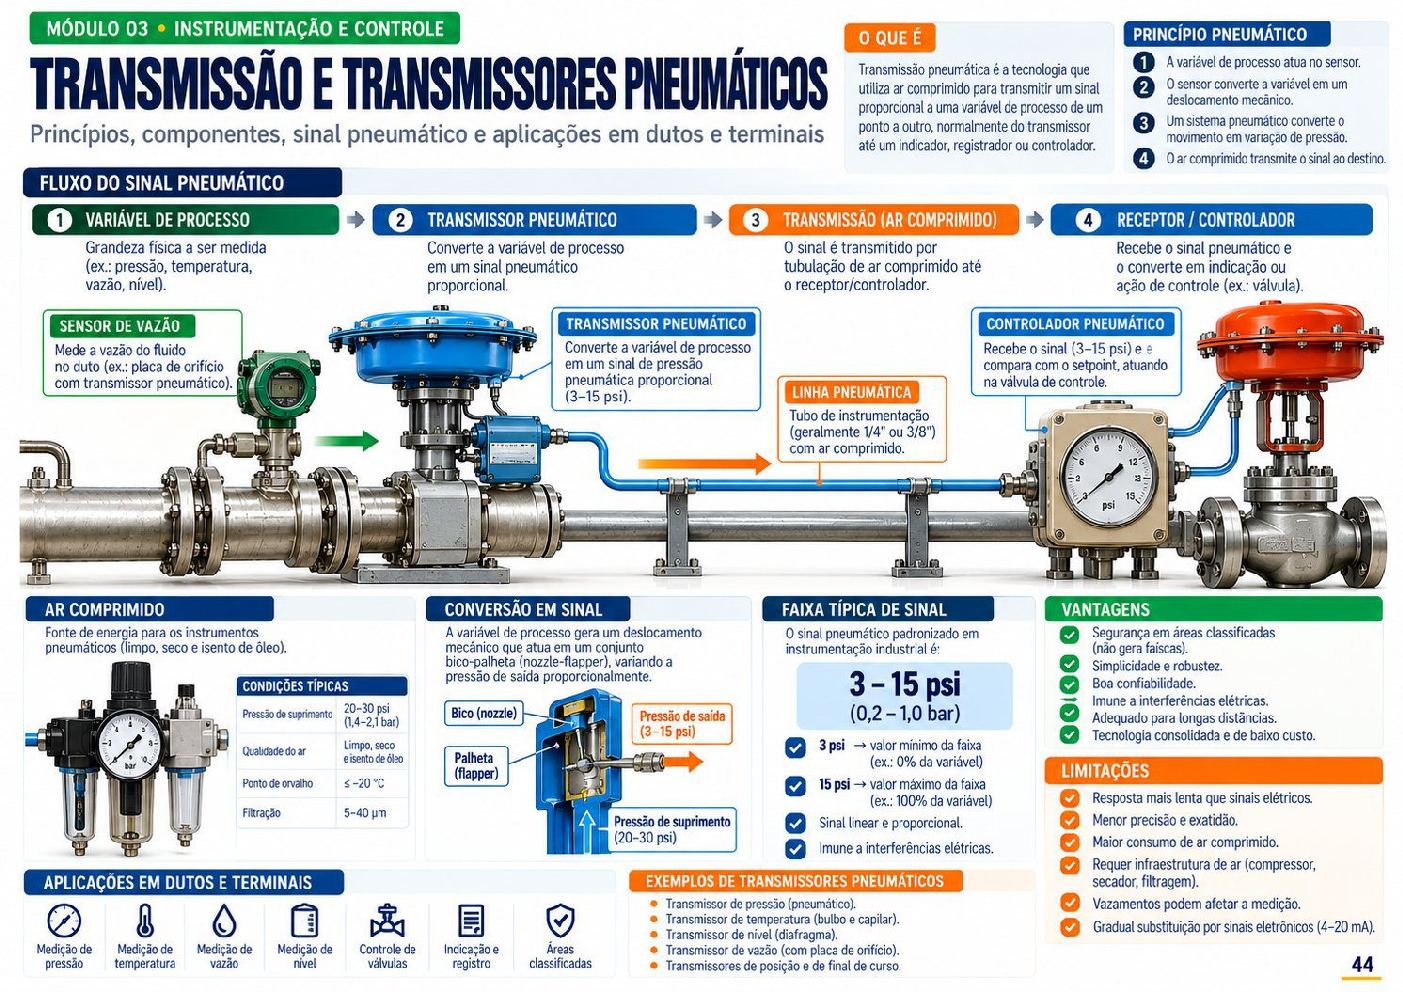 MÓDULO 03 • INSTRUMENTAÇÃO E CONTROLE
TRANSMISSÃO E TRANSMISSORES PNEUMÁTICOS
Princípios, componentes, sinal pneumático e aplicações em dutos e terminais
O QUE É
Transmissão pneumática é a tecnologia que
utiliza ar comprimido para transmitir um sinal
proporcional a uma variável de processo de um
ponto a outro, normalmente do transmissor
até um indicador, registrador ou controlador.
PRINCÍPIO PNEUMÁTICO
1 A variável de processo atua no sensor.
2 O sensor converte a variável em um
deslocamento mecânico.
3 Um sistema pneumático converte o
movimento em variação de pressão.
4 O ar comprimido transmite o sinal ao destino.
FLUXO DO SINAL PNEUMÁTICO
1 VARIÁVEL DE PROCESSO
Grandeza física a ser medida
(ex.: pressão, temperatura,
vazão, nível).
2 TRANSMISSOR PNEUMÁTICO
Converte a variável de processo
em um sinal pneumático
proporcional.
3 TRANSMISSÃO (AR COMPRIMIDO)
O sinal é transmitido por
tubulação de ar comprimido até
o receptor/controlador.
4 RECEPTOR / CONTROLADOR
Recebe o sinal pneumático e
o converte em indicação ou
ação de controle (ex.: válvula).
SENSOR DE VAZÃO
Mede a vazão do fluido
no duto (ex.: placa de orifício
com transmissor pneumático).
TRANSMISSOR PNEUMÁTICO
Converte a variável de processo
em um sinal de pressão
pneumática proporcional
(3–15 psi).
LINHA PNEUMÁTICA
Tubo de instrumentação
(geralmente 1/4" ou 3/8")
com ar comprimido.
CONTROLADOR PNEUMÁTICO
Recebe o sinal (3–15 psi) e e
compara com o setpoint, atuando
na válvula de controle.
6 9
6 12
3 15
psi
AR COMPRIMIDO
Fonte de energia para os instrumentos
pneumáticos (limpo, seco e isento de óleo).
bar
CONDIÇÕES TÍPICAS
Pressão de suprimento 20–30 psi
(1,4–2,1 bar)
Qualidade do ar Limpo, seco
e isento de óleo
Ponto de orvalho ≤ –20 °C
Filtração 5–40 µm
CONVERSÃO EM SINAL
A variável de processo gera um deslocamento
mecânico que atua em um conjunto
bico-palheta (nozzle-flapper), variando a
pressão de saída proporcionalmente.
Bico (nozzle)
Palheta
(flapper)
Pressão de saída
(3–15 psi)
Pressão de suprimento
(20–30 psi)
FAIXA TÍPICA DE SINAL
O sinal pneumático padronizado em
instrumentação industrial é:
3 – 15 psi
(0,2 – 1,0 bar)
3 psi → valor mínimo da faixa
(ex.: 0% da variável)
15 psi → valor máximo da faixa
(ex.: 100% da variável)
Sinal linear e proporcional.
Imune a interferências elétricas.
VANTAGENS
Segurança em áreas classificadas
(não gera faíscas).
Simplicidade e robustez.
Boa confiabilidade.
Imune a interferências elétricas.
Adequado para longas distâncias.
Tecnologia consolidada e de baixo custo.
LIMITAÇÕES
Resposta mais lenta que sinais elétricos.
Menor precisão e exatidão.
Maior consumo de ar comprimido.
Requer infraestrutura de ar (compressor,
secador, filtragem).
Vazamentos podem afetar a medição.
Gradual substituição por sinais eletrônicos (4–20 mA).
APLICAÇÕES EM DUTOS E TERMINAIS
Medição de
pressão
Medição de
temperatura
Medição de
vazão
Medição de
nível
Controle de
válvulas
Indicação e
registro
Áreas
classificadas
EXEMPLOS DE TRANSMISSORES PNEUMÁTICOS
• Transmissor de pressão (pneumático).
• Transmissor de temperatura (bulbo e capilar).
• Transmissor de nível (diafragma).
• Transmissor de vazão (com placa de orifício).
• Transmissores de posição e de final de curso
44